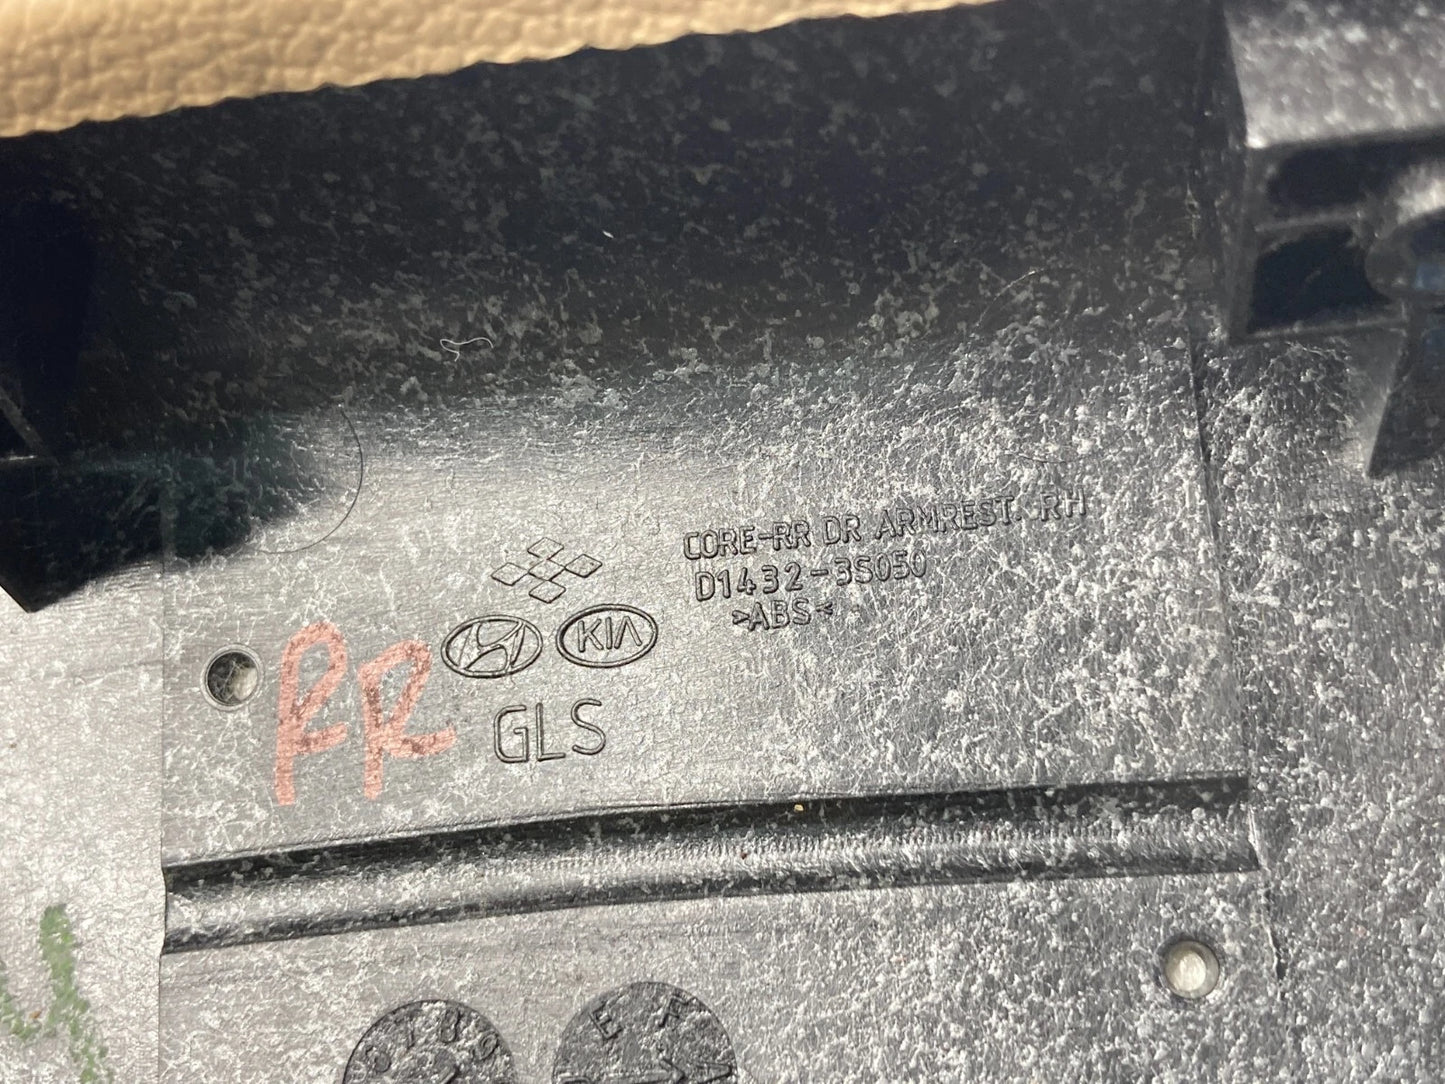 CORE-RR DR ARMREST. RH
D1432-3S050
>ABS<
KIA
RR
GLS